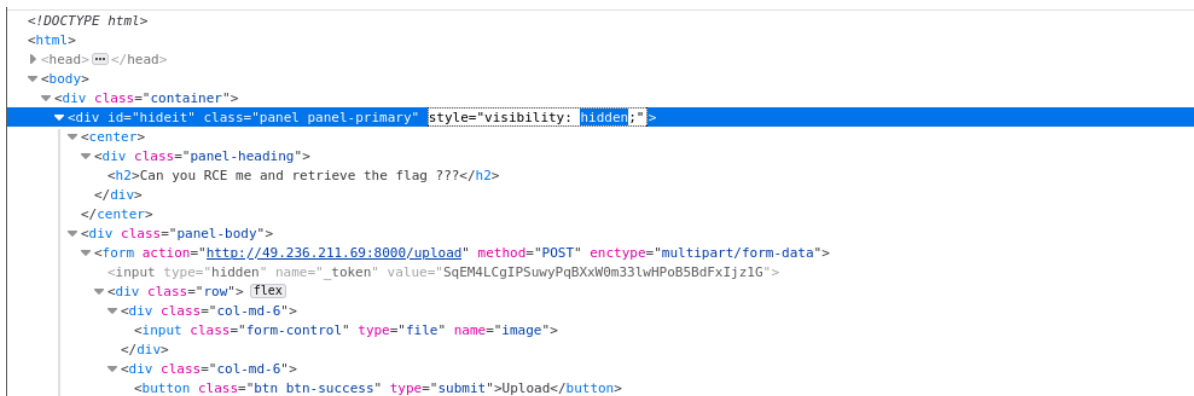 <!DOCTYPE html>
<html>
<head> ••• </head>
<body>
<div class="container">
<div id="hideit" class="panel panel-primary" style="visibility: hidden;">
<center>
<div class="panel-heading">
<h2>Can you RCE me and retrieve the flag ???</h2>
</div>
</center>
<div class="panel-body">
<form action="http://49.236.211.69:8000/upload" method="POST" enctype="multipart/form-data">
<input type="hidden" name="_token" value="SqEM4LCgIPSuwyPqBXxW0m33lwHPoB5BdFxIjz1G">
<div class="row"> flex
<div class="col-md-6">
<input class="form-control" type="file" name="image">
</div>
<div class="col-md-6">
<button class="btn btn-success" type="submit">Upload</button>